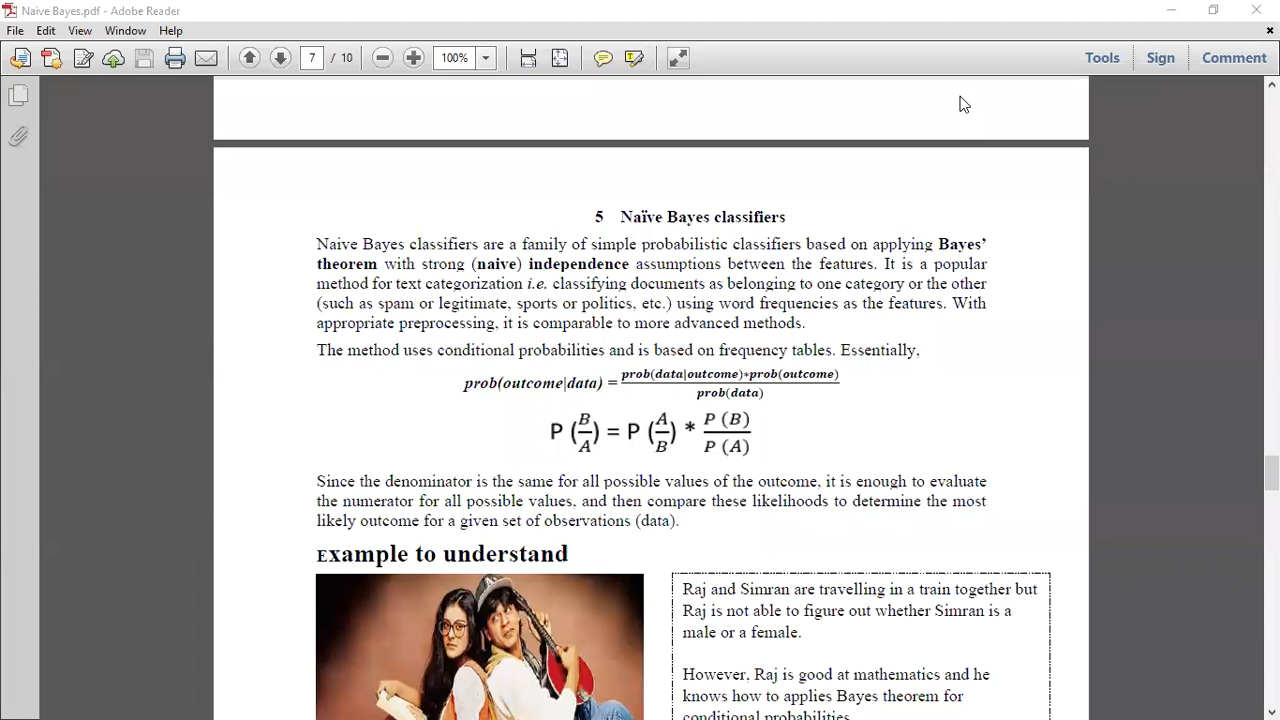 Naive Bayes.pdf - Adobe Reader
File Edit View Window Help
7 / 10 100% Tools Sign Comment
5 Naïve Bayes classifiers
Naive Bayes classifiers are a family of simple probabilistic classifiers based on applying Bayes’
theorem with strong (naive) independence assumptions between the features. It is a popular
method for text categorization i.e. classifying documents as belonging to one category or the other
(such as spam or legitimate, sports or politics, etc.) using word frequencies as the features. With
appropriate preprocessing, it is comparable to more advanced methods.
The method uses conditional probabilities and is based on frequency tables. Essentially,
prob(outcome|data) = prob(data|outcome)*prob(outcome) / prob(data)
P (B/A) = P (A/B) * P (B) / P (A)
Since the denominator is the same for all possible values of the outcome, it is enough to evaluate
the numerator for all possible values, and then compare these likelihoods to determine the most
likely outcome for a given set of observations (data).
Example to understand
Raj and Simran are travelling in a train together but
Raj is not able to figure out whether Simran is a
male or a female.
However, Raj is good at mathematics and he
knows how to applies Bayes theorem for
conditional probabilities.